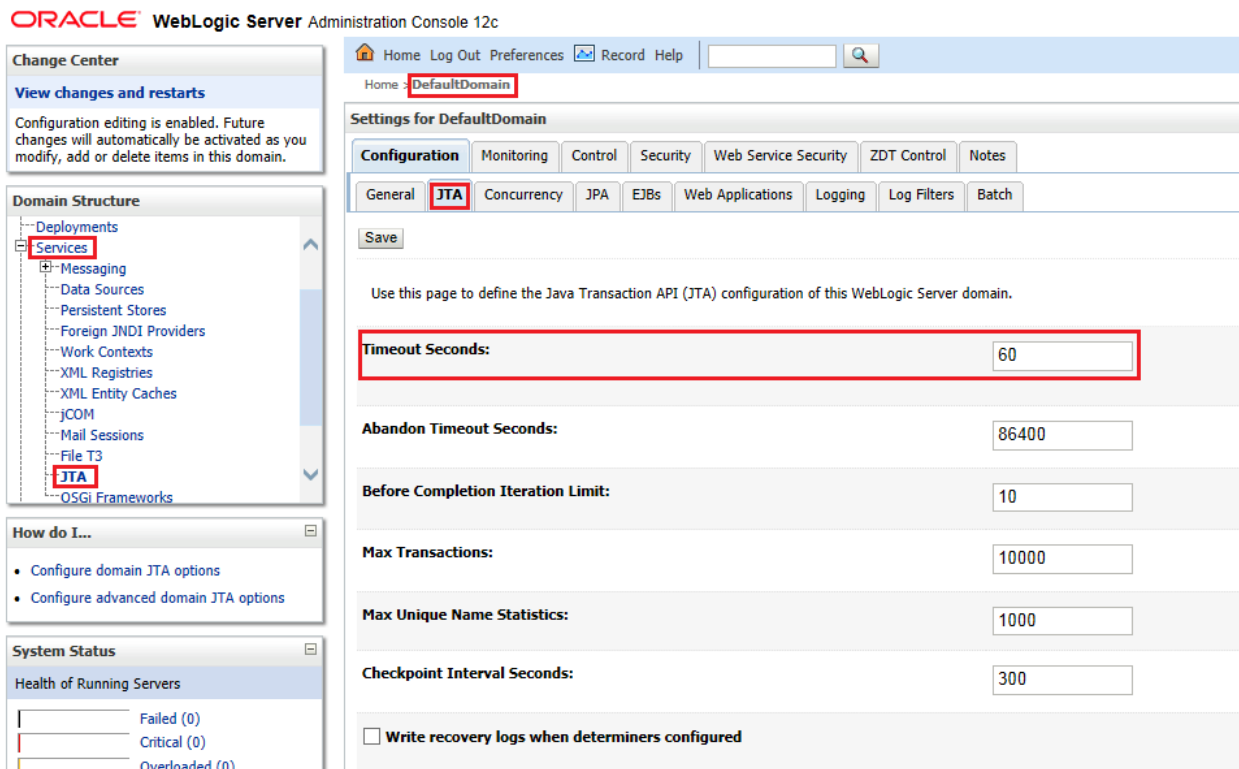 ORACLE WebLogic Server Administration Console 12c
Change Center
View changes and restarts
Configuration editing is enabled. Future
changes will automatically be activated as you
modify, add or delete items in this domain.
Domain Structure
Deployments
Services
Messaging
Data Sources
Persistent Stores
Foreign JNDI Providers
Work Contexts
XML Registries
XML Entity Caches
jCOM
Mail Sessions
File T3
JTA
OSGi Frameworks
How do I...
Configure domain JTA options
Configure advanced domain JTA options
System Status
Health of Running Servers
Failed (0)
Critical (0)
Overloaded (0)
Home Log Out Preferences Record Help
Home > DefaultDomain
Settings for DefaultDomain
Configuration Monitoring Control Security Web Service Security ZDT Control Notes
General JTA Concurrency JPA EJBs Web Applications Logging Log Filters Batch
Save
Use this page to define the Java Transaction API (JTA) configuration of this WebLogic Server domain.
Timeout Seconds: 60
Abandon Timeout Seconds: 86400
Before Completion Iteration Limit: 10
Max Transactions: 10000
Max Unique Name Statistics: 1000
Checkpoint Interval Seconds: 300
Write recovery logs when determiners configured